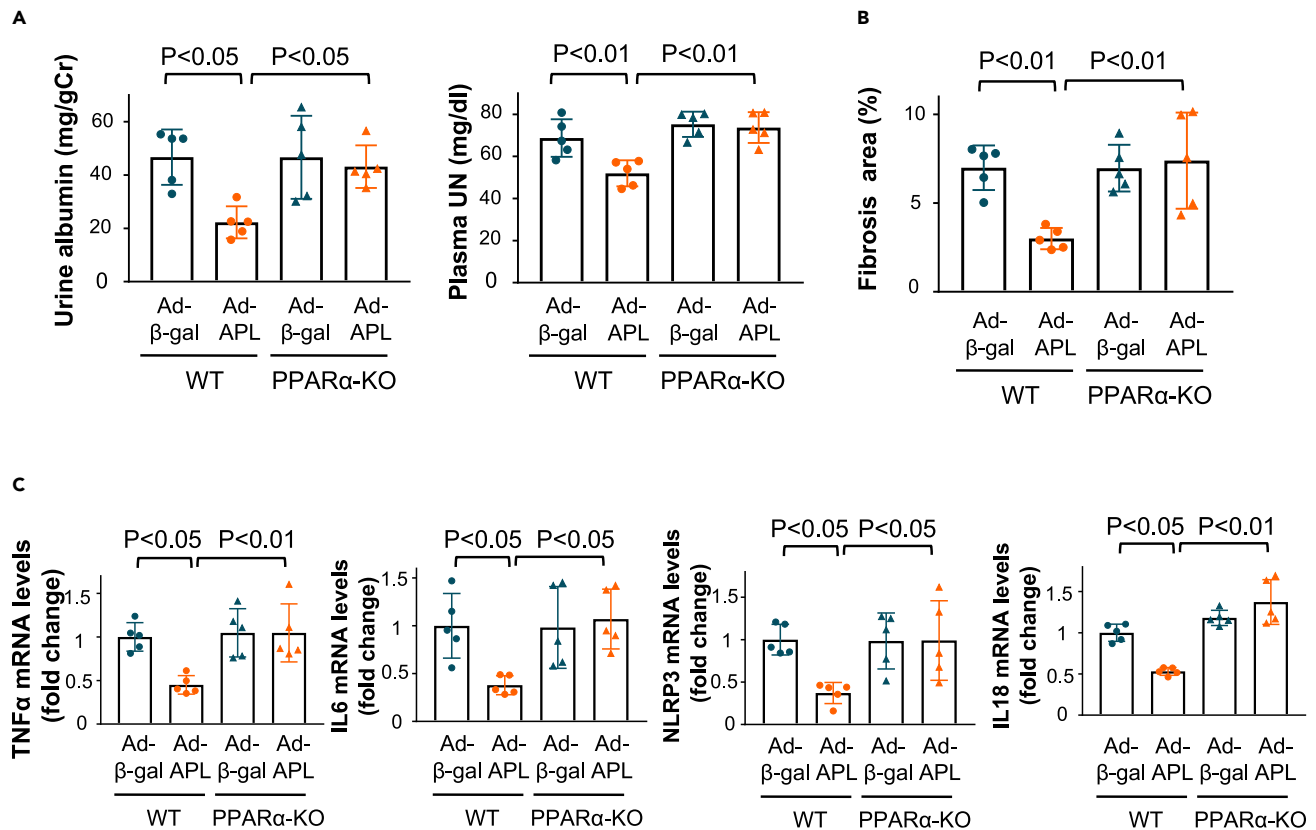 A
P<0.05
P<0.05
Urine albumin (mg/gCr)
60
40
20
0
Ad-
β-gal
Ad-
APL
Ad-
β-gal
Ad-
APL
WT
PPARα-KO
P<0.01
P<0.01
Plasma UN (mg/dl)
80
60
40
20
0
Ad-
β-gal
Ad-
APL
Ad-
β-gal
Ad-
APL
WT
PPARα-KO
B
P<0.01
P<0.01
Fibrosis area (%)
10
5
0
Ad-
β-gal
Ad-
APL
Ad-
β-gal
Ad-
APL
WT
PPARα-KO
C
P<0.05
P<0.01
TNFα mRNA levels
(fold change)
1.5
1
0.5
0
Ad-
β-gal
Ad-
APL
Ad-
β-gal
Ad-
APL
WT
PPARα-KO
P<0.05
P<0.05
IL6 mRNA levels
(fold change)
1.5
1
0.5
0
Ad-
β-gal
Ad-
APL
Ad-
β-gal
Ad-
APL
WT
PPARα-KO
P<0.05
P<0.05
NLRP3 mRNA levels
(fold change)
1.5
1
0.5
0
Ad-
β-gal
Ad-
APL
Ad-
β-gal
Ad-
APL
WT
PPARα-KO
P<0.05
P<0.01
IL18 mRNA levels
(fold change)
1.5
1
0.5
0
Ad-
β-gal
Ad-
APL
Ad-
β-gal
Ad-
APL
WT
PPARα-KO